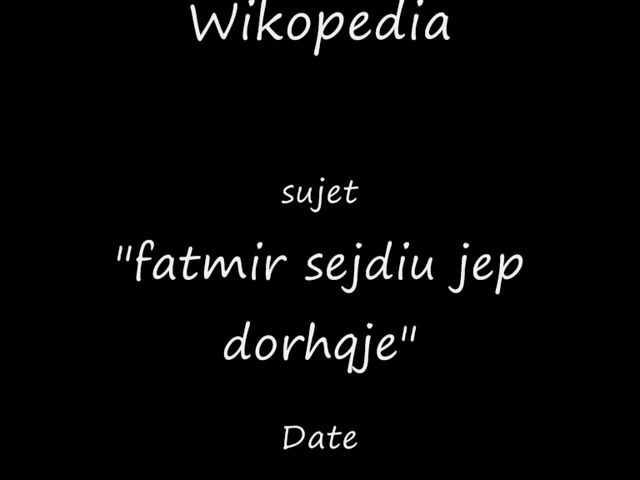 Wikopedia
sujet
"fatmir sejdiu jep
dorhqje"
Date